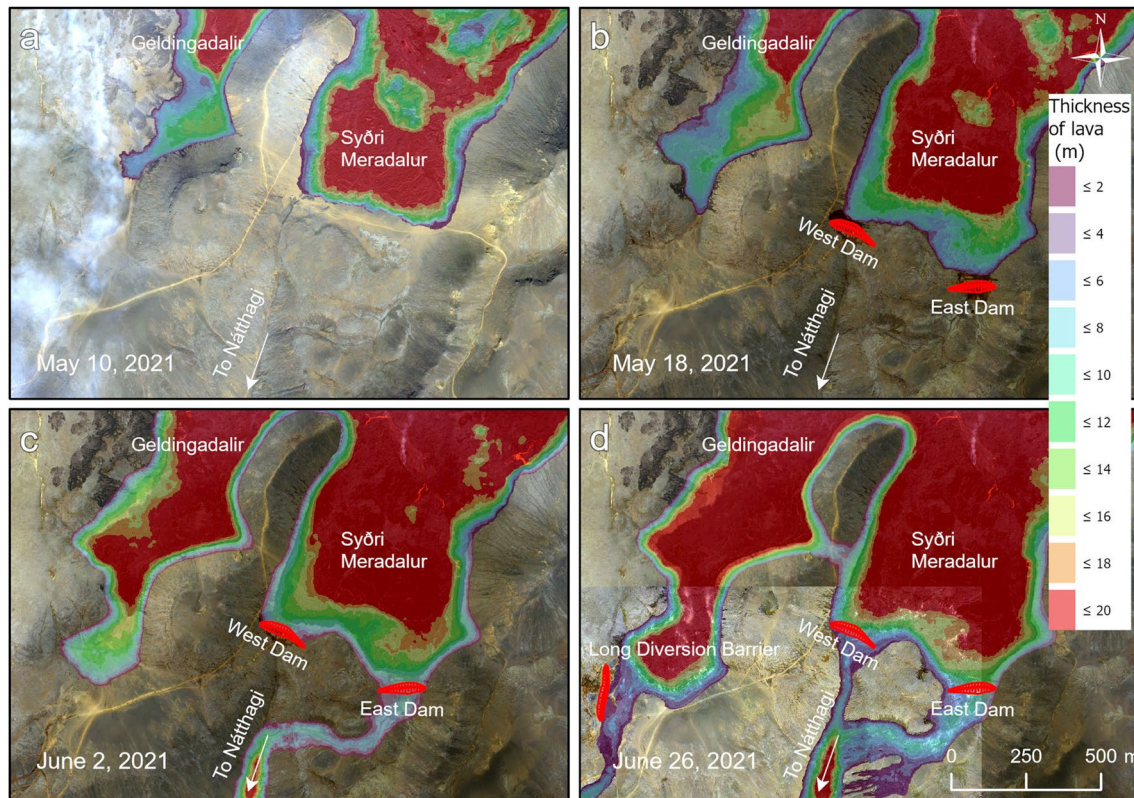 a
Geldingadalir
Syðri
Meradalur
To Nátthagi
May 10, 2021
b
Geldingadalir
N
Syðri
Meradalur
West Dam
East Dam
To Nátthagi
May 18, 2021
Thickness
of lava
(m)
≤ 2
≤ 4
≤ 6
≤ 8
≤ 10
≤ 12
≤ 14
≤ 16
≤ 18
≤ 20
c
Geldingadalir
Syðri
Meradalur
West Dam
East Dam
To Nátthagi
June 2, 2021
d
Geldingadalir
Syðri
Meradalur
West Dam
Long Diversion Barrier
East Dam
To Nátthagi
June 26, 2021
0 250 500 m